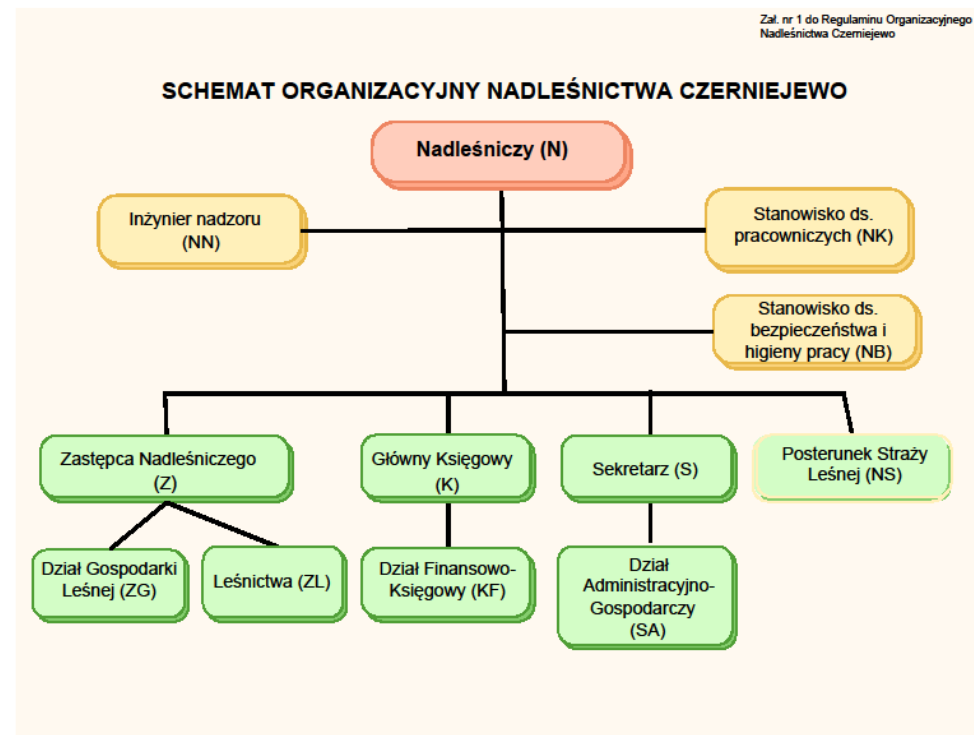 Zał. nr 1 do Regulaminu Organizacyjnego
Nadleśnictwa Czerniejewo
SCHEMAT ORGANIZACYJNY NADLEŚNICTWA CZERNIEJEWO
Nadleśniczy (N)
Inżynier nadzoru
(NN)
Stanowisko ds.
pracowniczych (NK)
Stanowisko ds.
bezpieczeństwa i
higieny pracy (NB)
Zastępca Nadleśniczego
(Z)
Główny Księgowy
(K)
Sekretarz (S)
Posterunek Straży
Leśnej (NS)
Dział Gospodarki
Leśnej (ZG)
Leśnictwa (ZL)
Dział Finansowo-
Księgowy (KF)
Dział
Administracyjno-
Gospodarczy
(SA)